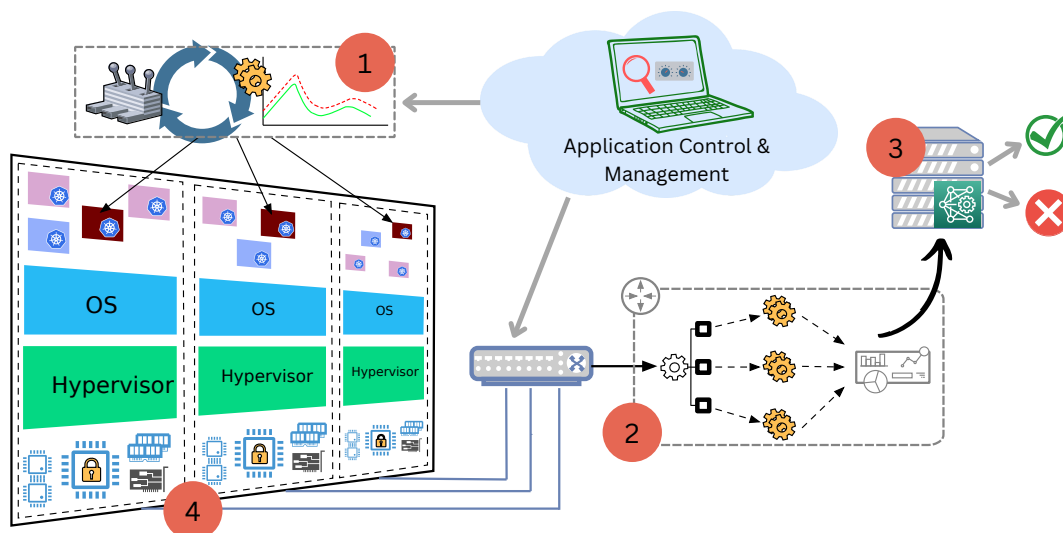 1
Application Control &
Management
3
OS
OS
OS
Hypervisor
Hypervisor
Hypervisor
2
4